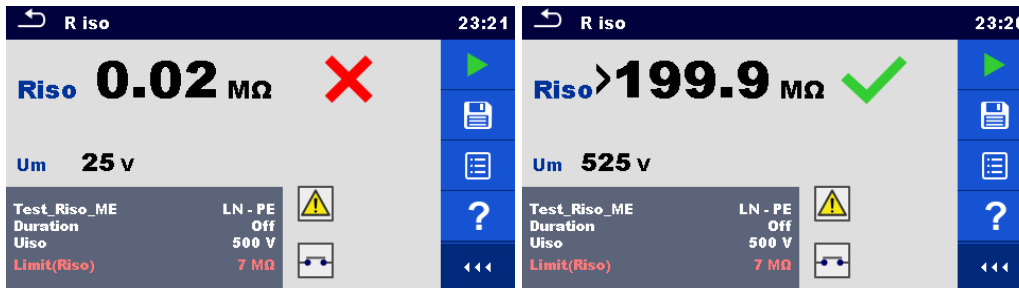 R iso 23:21
Riso 0.02 MΩ
Um 25 V
Test_Riso_ME LN - PE
Duration Off
Uiso 500 V
Limit(Riso) 7 MΩ
?
R iso
Riso >199.9 MΩ
Um 525 V
Test_Riso_ME LN - PE
Duration Off
Uiso 500 V
Limit(Riso) 7 MΩ
?